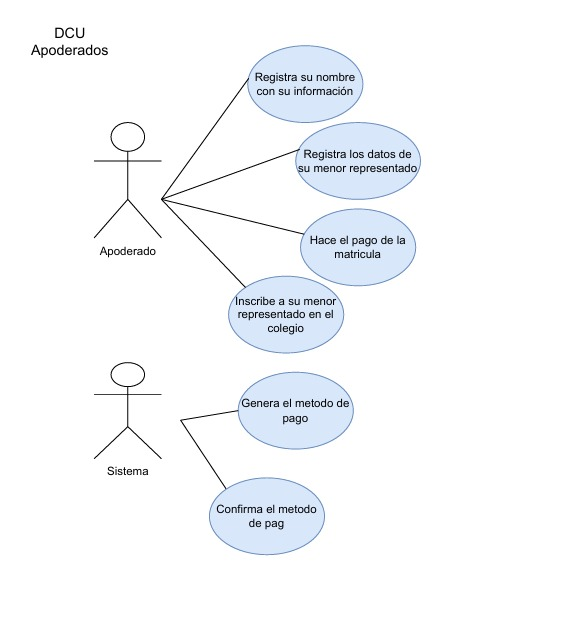 DCU
Apoderados
Registra su nombre
con su información
Registra los datos de
su menor representado
Apoderado
Hace el pago de la
matricula
Inscribe a su menor
representado en el
colegio
Genera el metodo de
pago
Sistema
Confirma el metodo
de pag